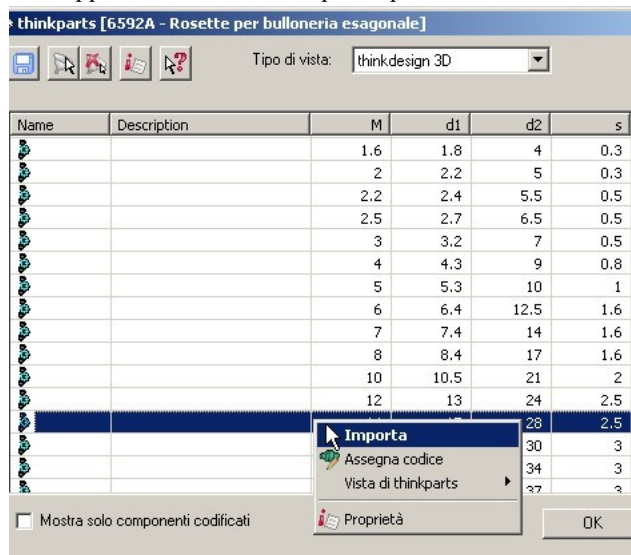 thinkparts [6592A - Rosette per bulloneria esagonale]
Tipo di vista: thinkdesign 3D
Name Description M d1 d2 s
1.6 1.8 4 0.3
2 2.2 5 0.3
2.2 2.4 5.5 0.5
2.5 2.7 6.5 0.5
3 3.2 7 0.5
4 4.3 9 0.8
5 5.3 10 1
6 6.4 12.5 1.6
7 7.4 14 1.6
8 8.4 17 1.6
10 10.5 21 2
12 13 24 2.5
28 2.5
Importa
30 3
Assegna codice
34 3
Vista di thinkparts
37 3
Proprietà
Mostra solo componenti codificati
OK